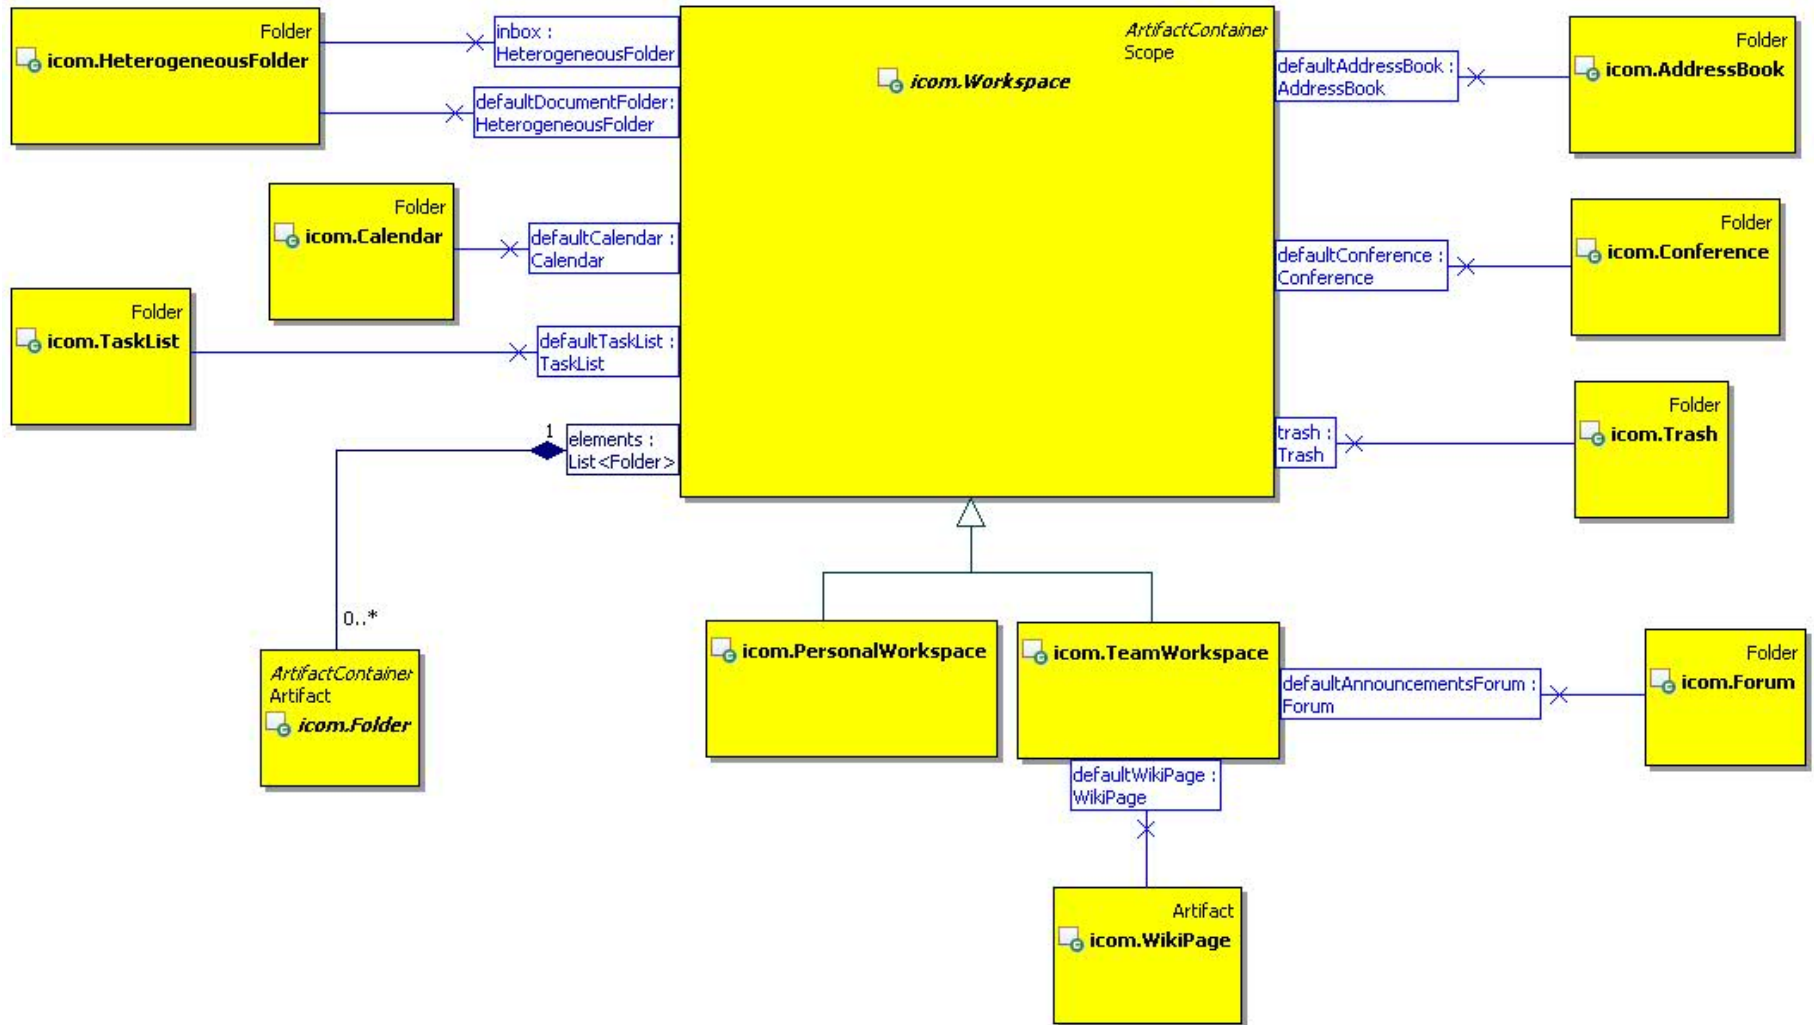 Folder
icom.HeterogeneousFolder
inbox :
HeterogeneousFolder
defaultDocumentFolder:
HeterogeneousFolder
ArtifactContainer
Scope
icom.Workspace
defaultAddressBook :
AddressBook
Folder
icom.AddressBook
Folder
icom.Calendar
defaultCalendar :
Calendar
defaultConference :
Conference
Folder
icom.Conference
Folder
icom.TaskList
defaultTaskList :
TaskList
1
elements :
List<Folder>
trash :
Trash
Folder
icom.Trash
0..*
ArtifactContainer
Artifact
icom.Folder
icom.PersonalWorkspace
icom.TeamWorkspace
defaultAnnouncementsForum :
Forum
Folder
icom.Forum
defaultWikiPage :
WikiPage
Artifact
icom.WikiPage